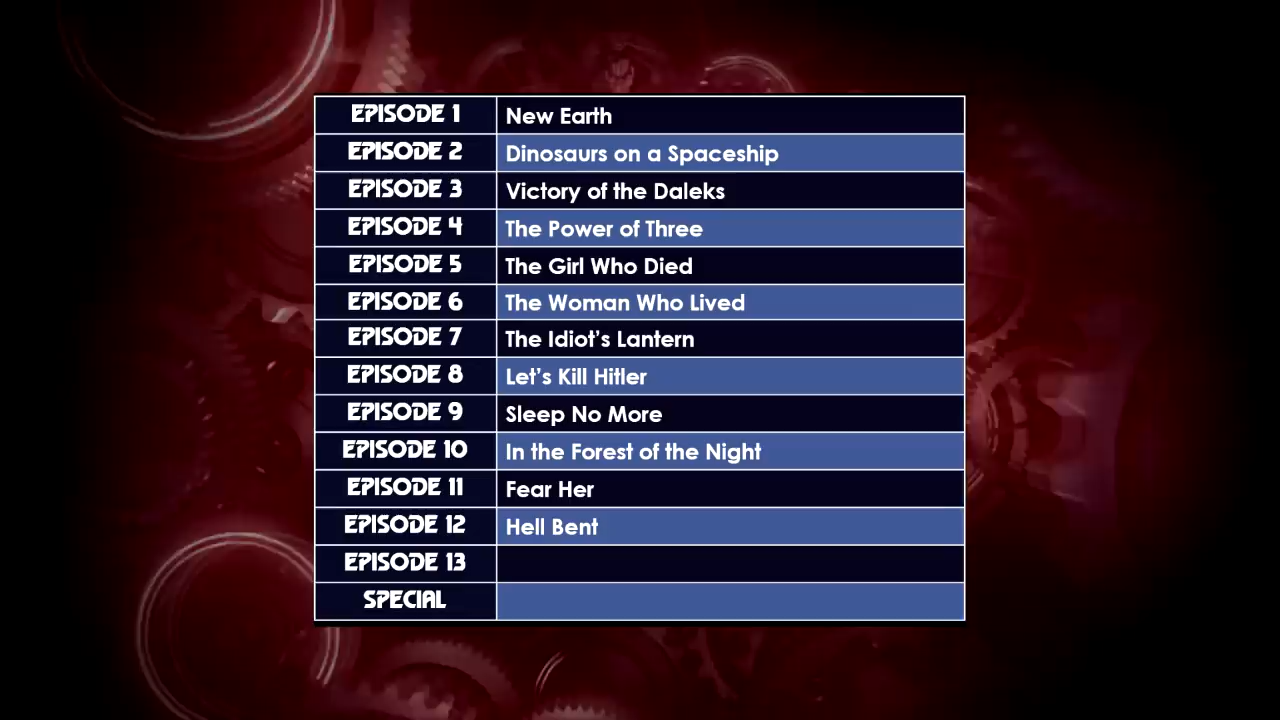 EPISODE 1 New Earth
EPISODE 2 Dinosaurs on a Spaceship
EPISODE 3 Victory of the Daleks
EPISODE 4 The Power of Three
EPISODE 5 The Girl Who Died
EPISODE 6 The Woman Who Lived
EPISODE 7 The Idiot’s Lantern
EPISODE 8 Let’s Kill Hitler
EPISODE 9 Sleep No More
EPISODE 10 In the Forest of the Night
EPISODE 11 Fear Her
EPISODE 12 Hell Bent
EPISODE 13
SPECIAL